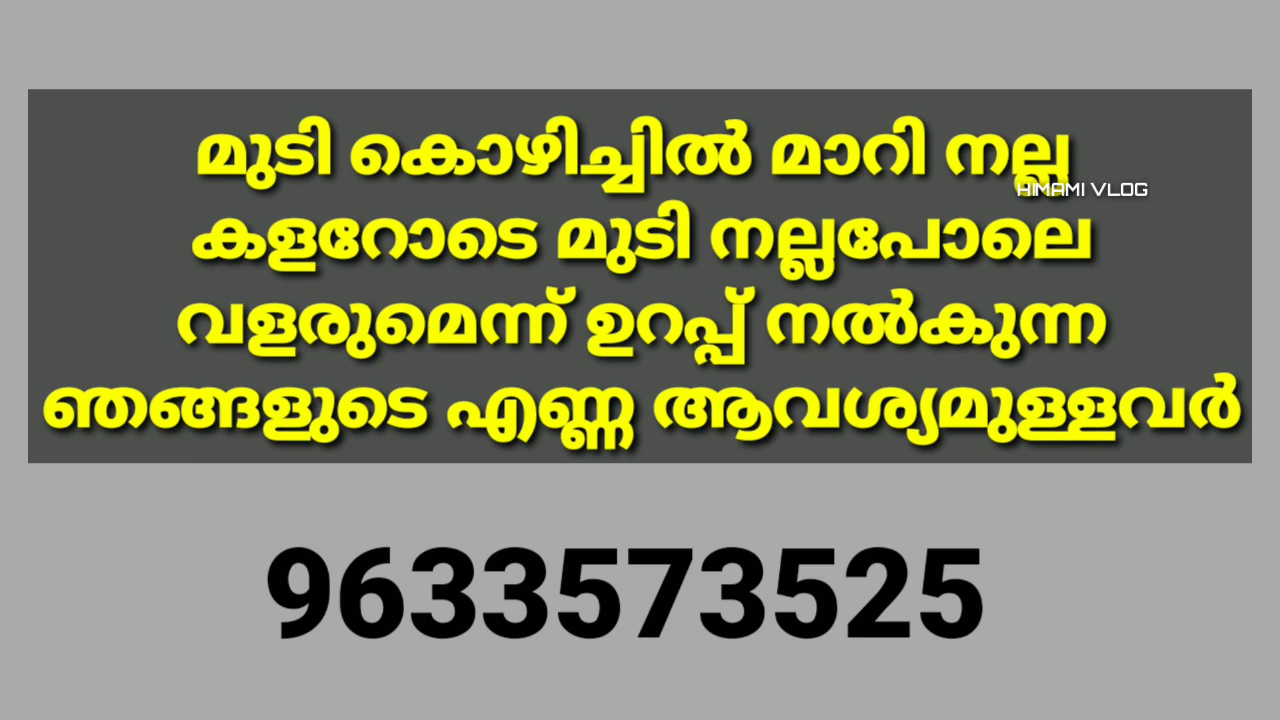 മുടി കൊഴിച്ചിൽ മാറി നല്ല
HIMAMI VLOG
കളറോടെ മുടി നല്ലപോലെ
വളരുമെന്ന് ഉറപ്പ് നൽകുന്ന
ഞങ്ങളുടെ എണ്ണ ആവശ്യമുള്ളവർ
9633573525